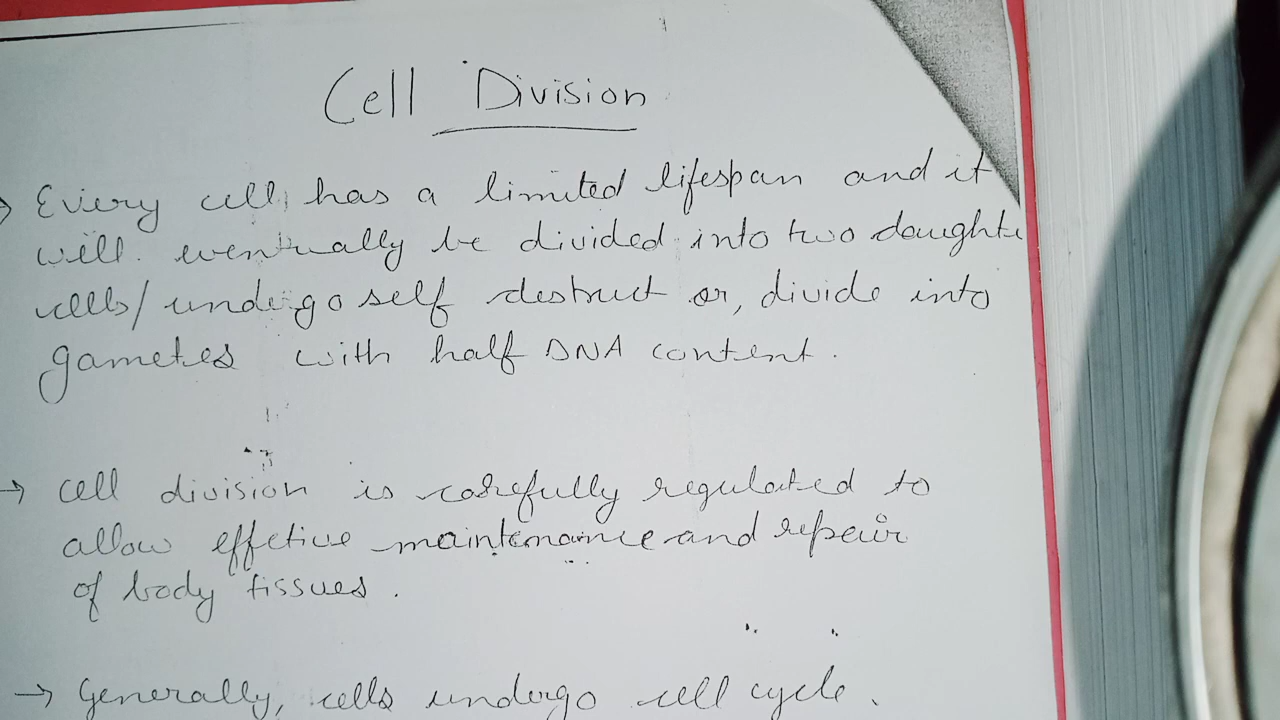 Cell Division
→ Every cell has a limited lifespan and it
will eventually be divided into two daughte
cells/ undergo self destruct or, divide into
gametes with half DNA content.
→ cell division is carefully regulated to
allow effetive maintenance and repair
of body tissues.
→ Generally, cells undergo cell cycle.